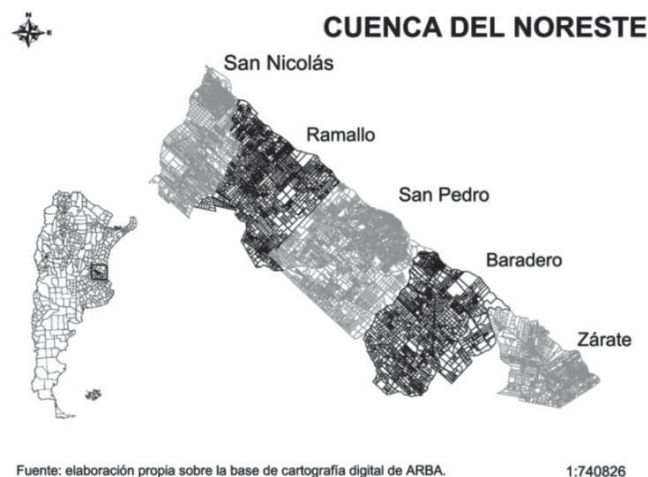 N
E
CUENCA DEL NORESTE
San Nicolás
Ramallo
San Pedro
Baradero
Zárate
Fuente: elaboración propia sobre la base de cartografía digital de ARBA.
1:740826